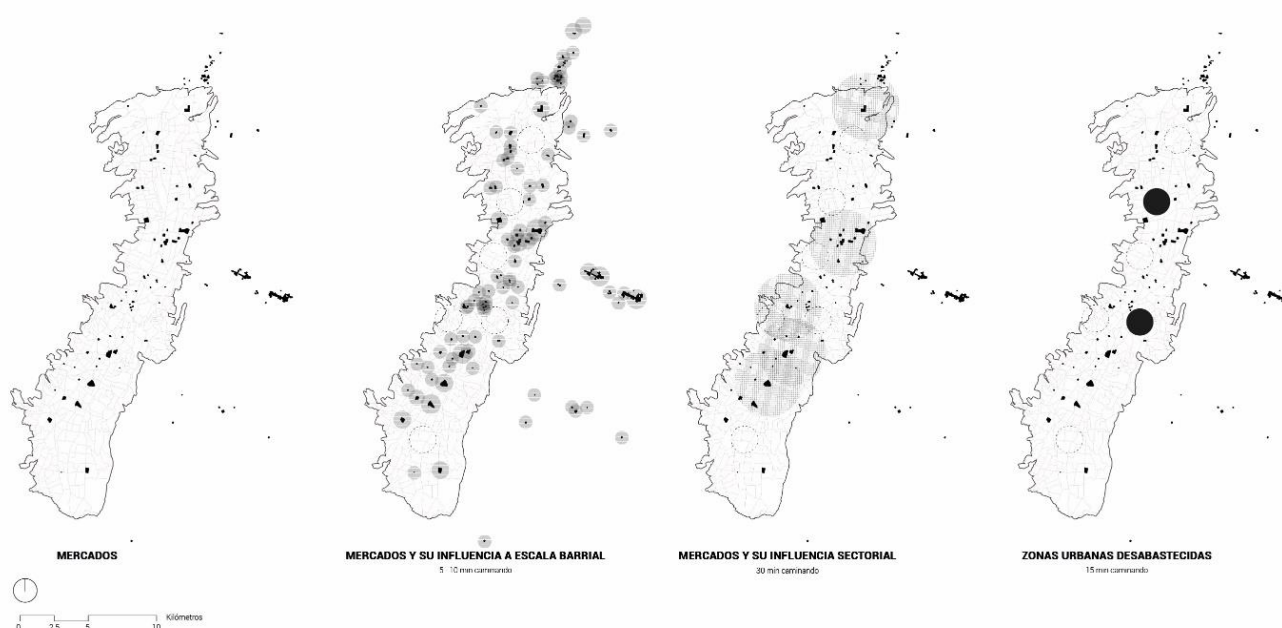 MERCADOS
MERCADOS Y SU INFLUENCIA A ESCALA BARRIAL
5 - 10 min caminando
MERCADOS Y SU INFLUENCIA SECTORIAL
30 min caminando
ZONAS URBANAS DESABASTECIDAS
15 min caminando
Kilómetros
0 2,5 5 10